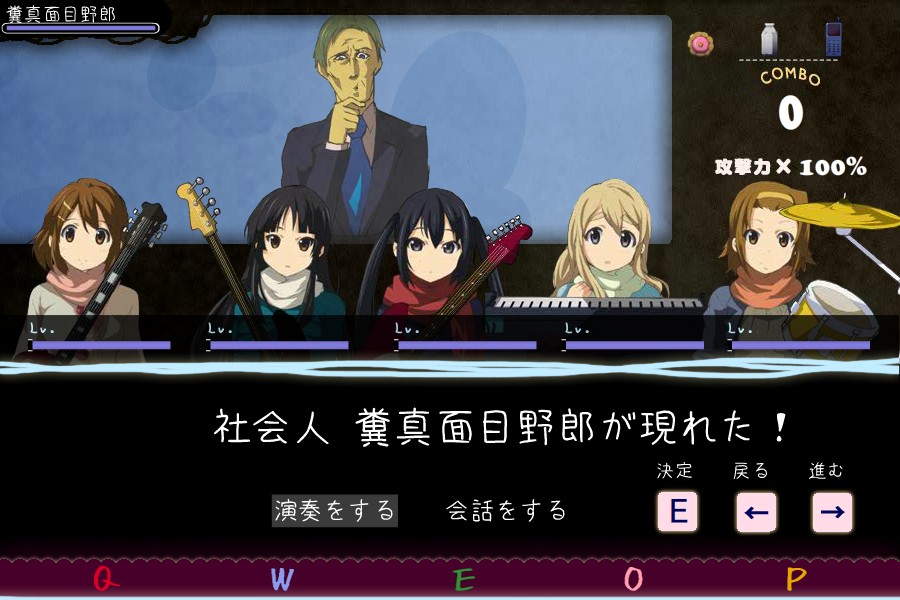 糞真面目野郎
COMBO
0
攻撃力× 100%
Lv. Lv. Lv. Lv. Lv.
社会人 糞真面目野郎が現れた！
決定 戻る 進む
演奏をする 会話をする E ← →
Q W E O P